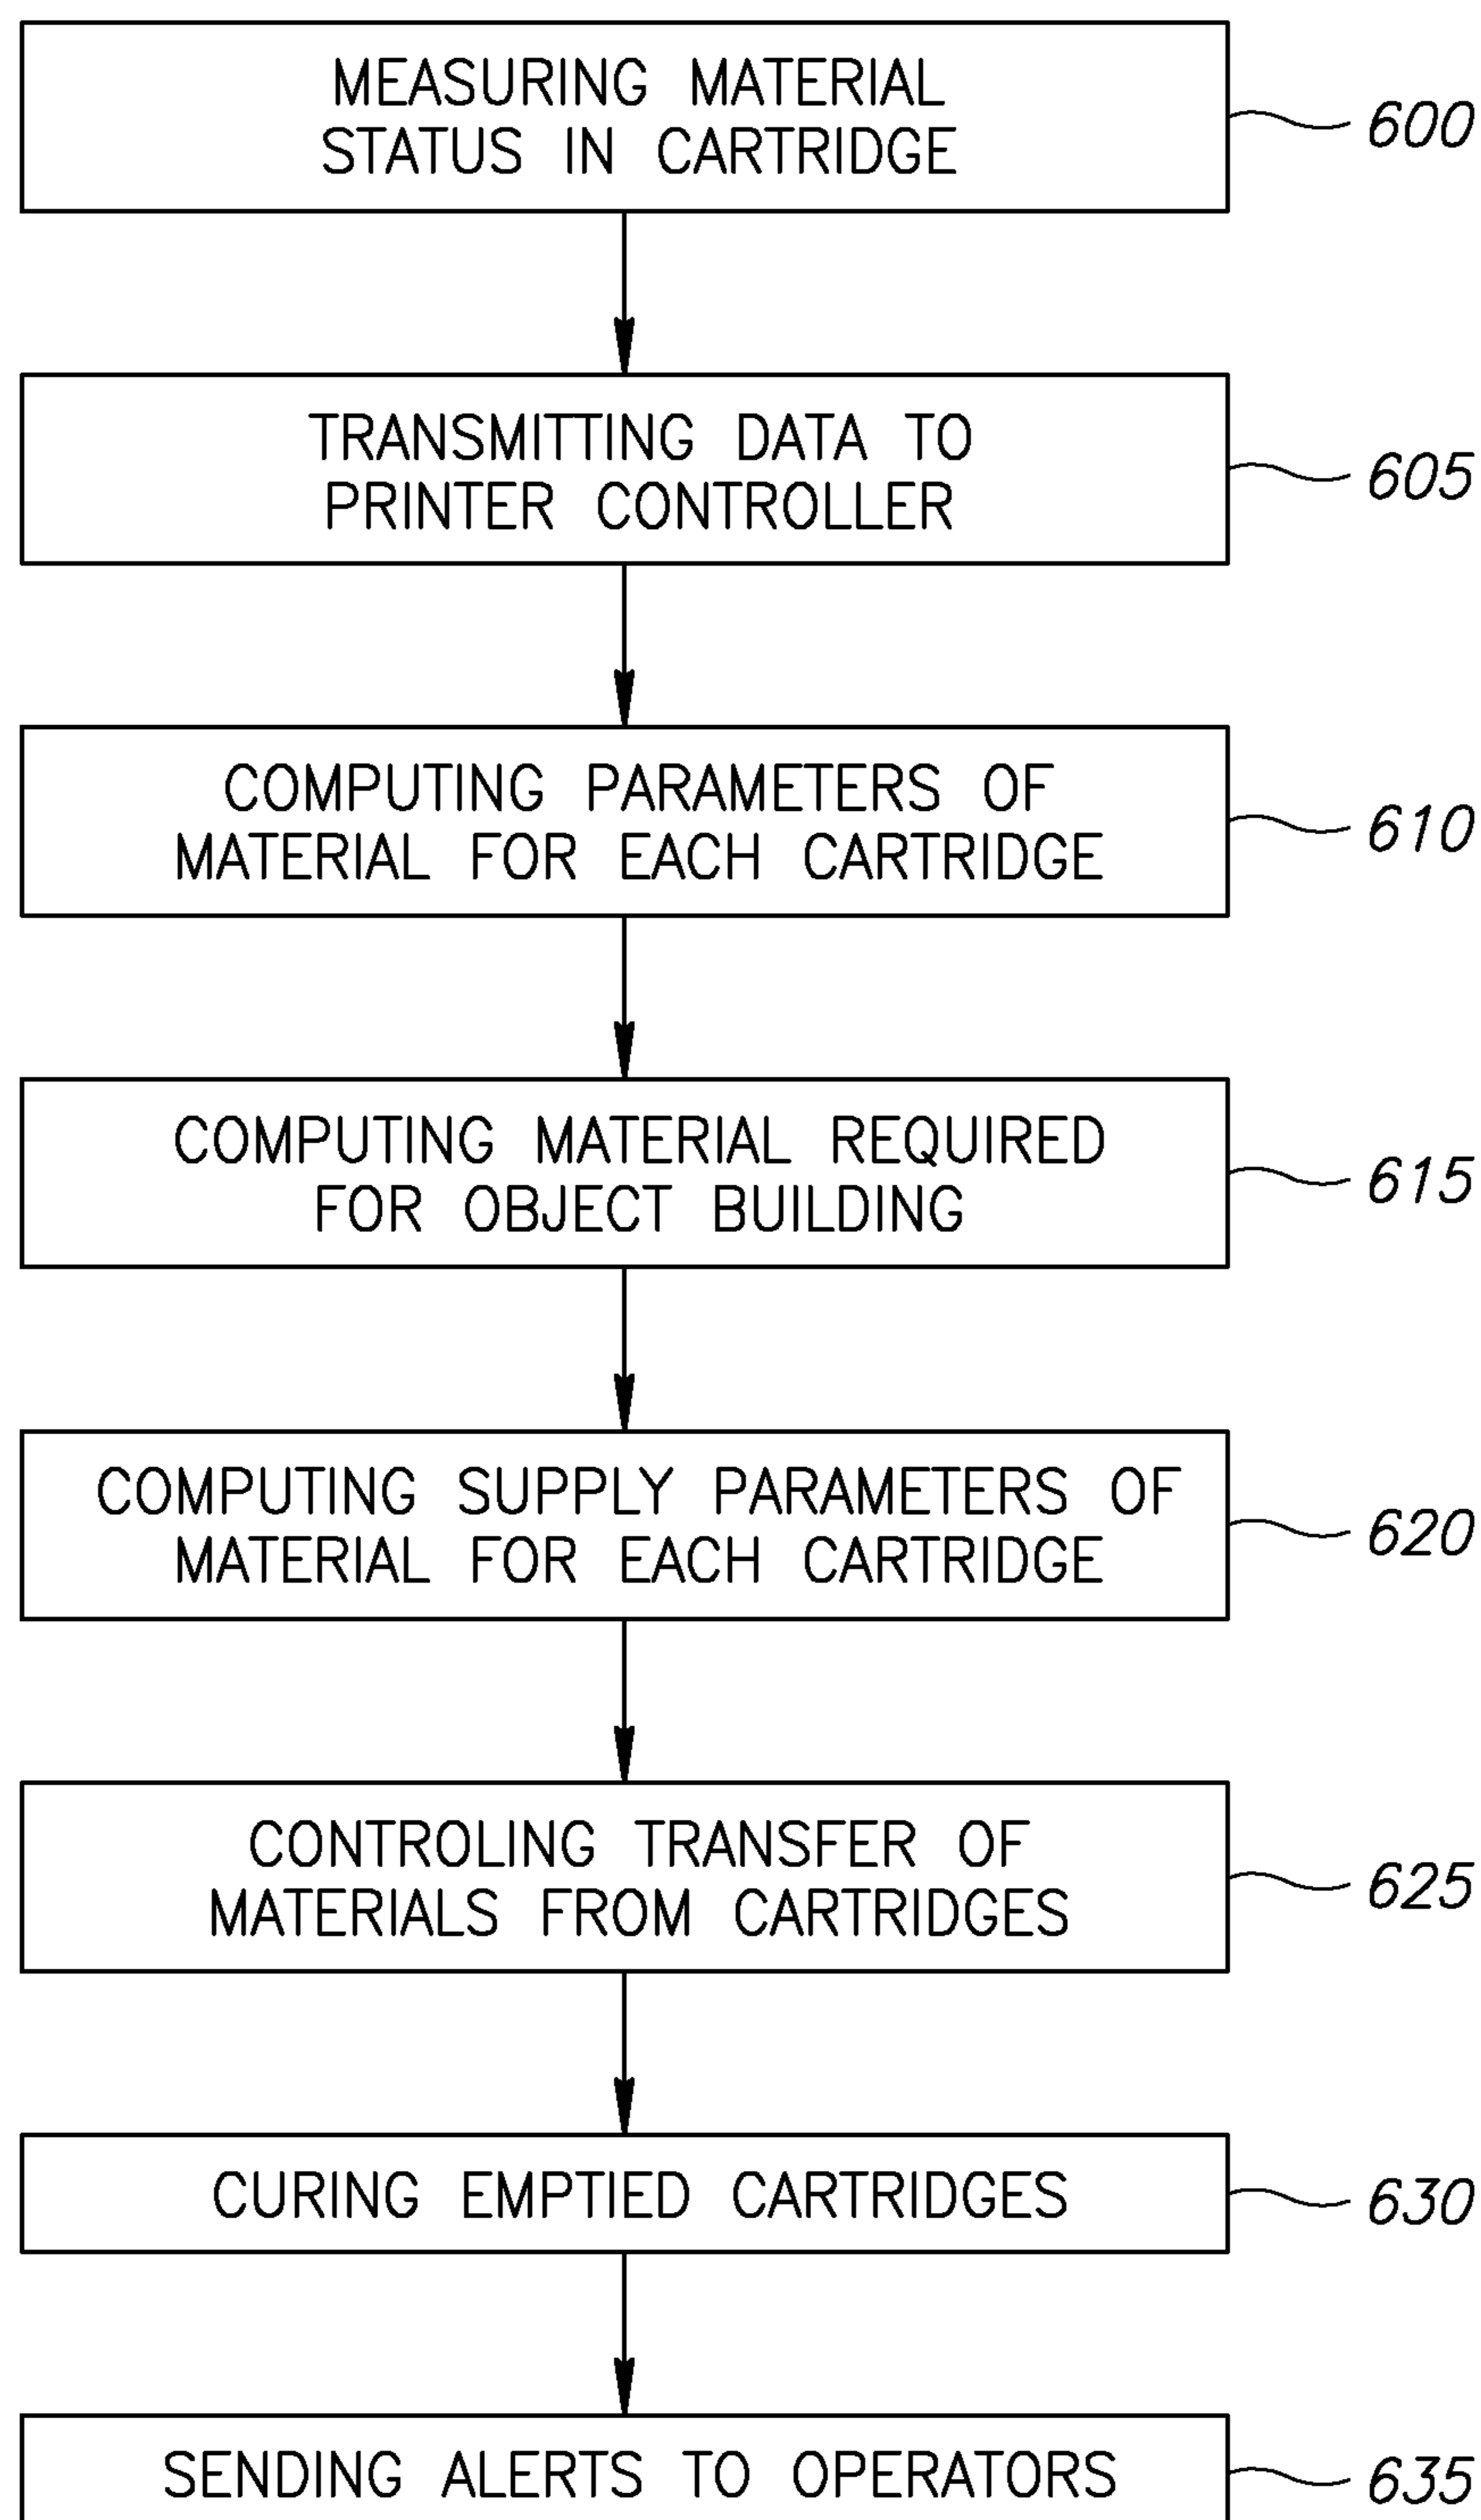 MEASURING MATERIAL
STATUS IN CARTRIDGE
600
TRANSMITTING DATA TO
PRINTER CONTROLLER
605
COMPUTING PARAMETERS OF
MATERIAL FOR EACH CARTRIDGE
610
COMPUTING MATERIAL REQUIRED
FOR OBJECT BUILDING
615
COMPUTING SUPPLY PARAMETERS OF
MATERIAL FOR EACH CARTRIDGE
620
CONTROLING TRANSFER OF
MATERIALS FROM CARTRIDGES
625
CURING EMPTIED CARTRIDGES
630
SENDING ALERTS TO OPERATORS
635